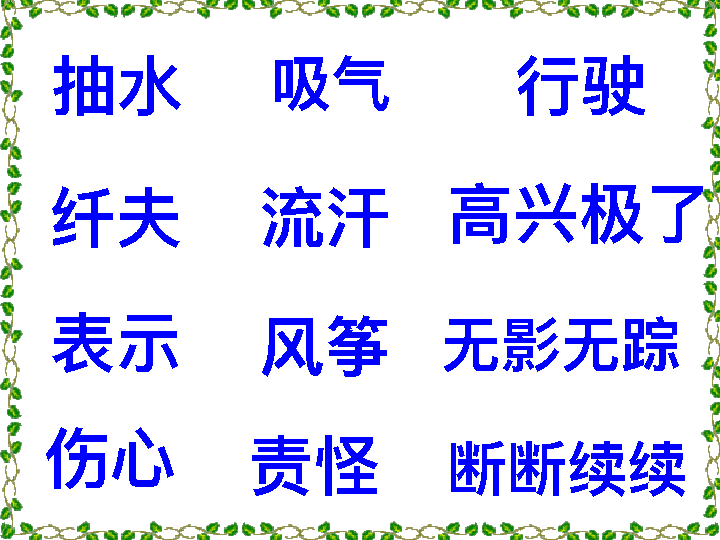 抽水 吸气 行驶
纤夫 流汗 高兴极了
表示 风筝 无影无踪
伤心 责怪 断断续续